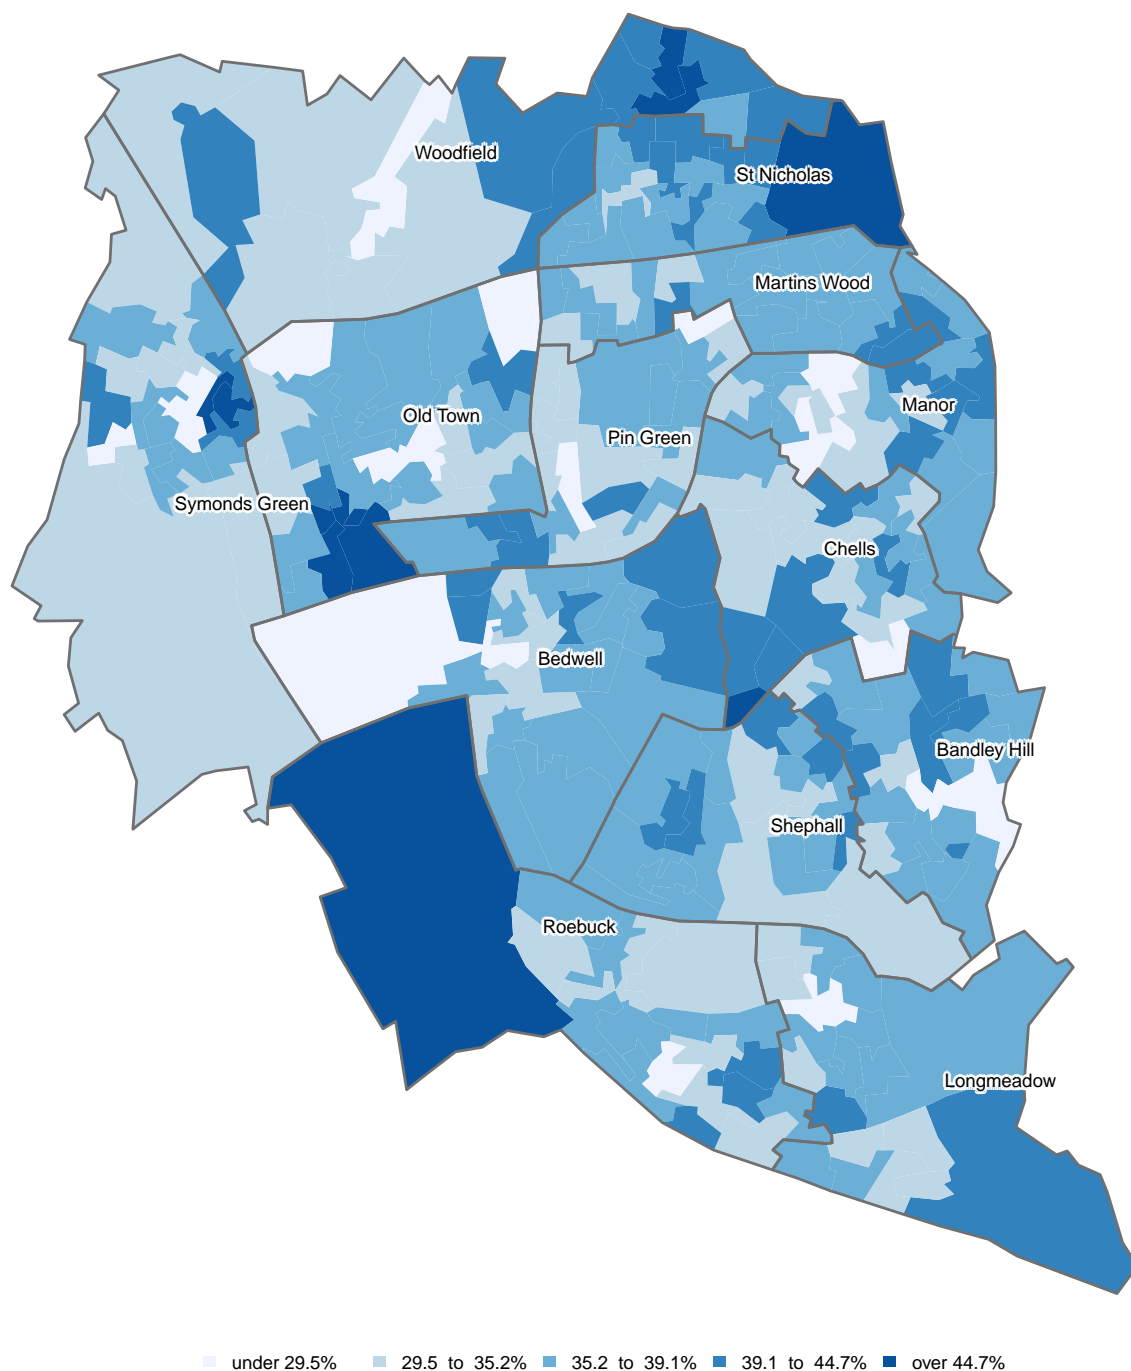 Woodfield
St Nicholas
Martins Wood
Manor
Old Town
Pin Green
Symonds Green
Chells
Bedwell
Bandley Hill
Shephall
Roebuck
Longmeadow
under 29.5% 29.5 to 35.2% 35.2 to 39.1% 39.1 to 44.7% over 44.7%